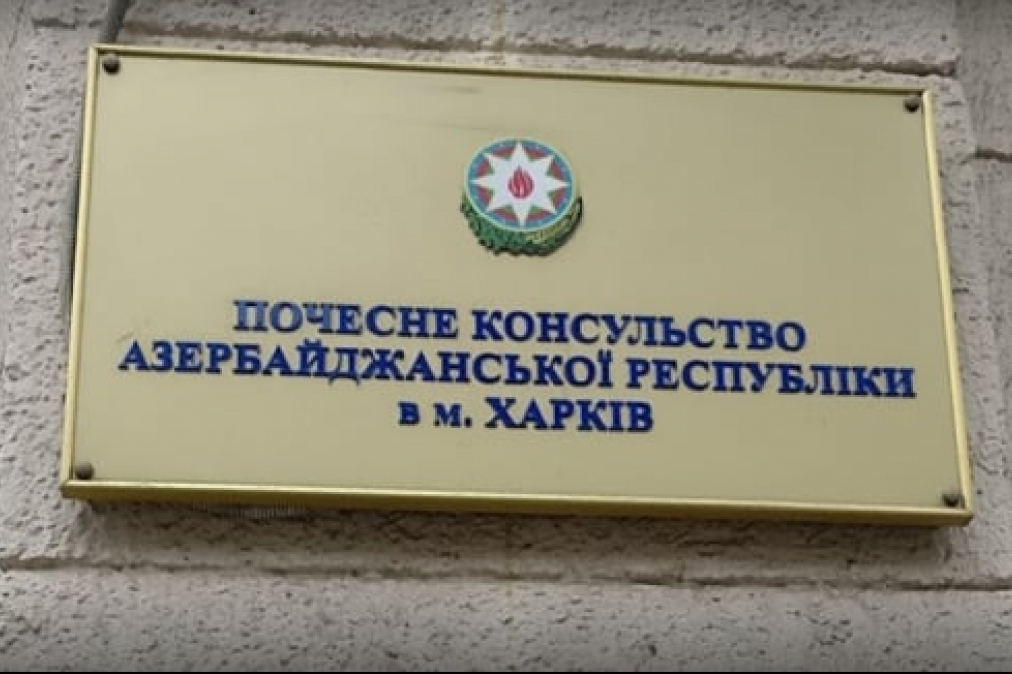 ПОЧЕСНЕ КОНСУЛЬСТВО
АЗЕРБАЙДЖАНСЬКОЇ РЕСПУБЛІКИ
в м. ХАРКІВ